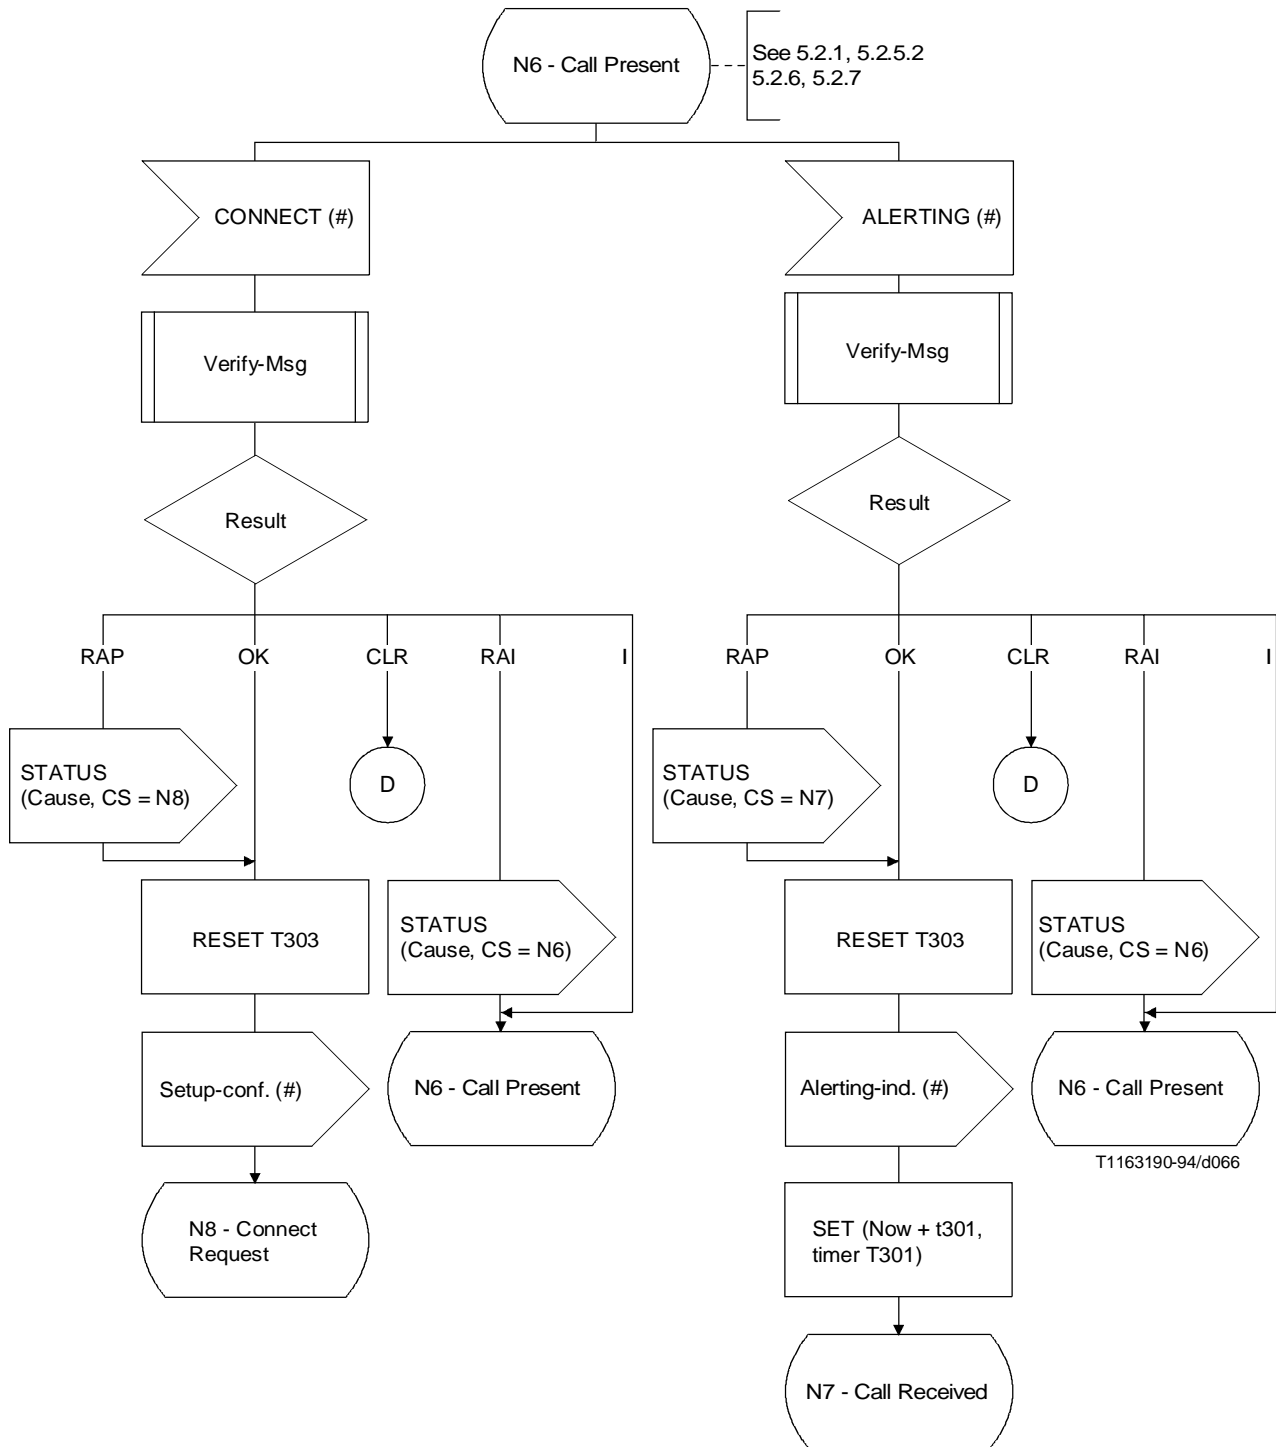 N6 - Call Present
See 5.2.1, 5.2.5.2
5.2.6, 5.2.7
CONNECT (#)
ALERTING (#)
Verify-Msg
Verify-Msg
Result
Result
RAP
OK
CLR
RAI
I
RAP
OK
CLR
RAI
I
STATUS
(Cause, CS = N8)
D
STATUS
(Cause, CS = N7)
D
RESET T303
STATUS
(Cause, CS = N6)
RESET T303
STATUS
(Cause, CS = N6)
Setup-conf. (#)
N6 - Call Present
Alerting-ind. (#)
N6 - Call Present
T1163190-94/d066
N8 - Connect
Request
SET (Now + t301,
timer T301)
N7 - Call Received